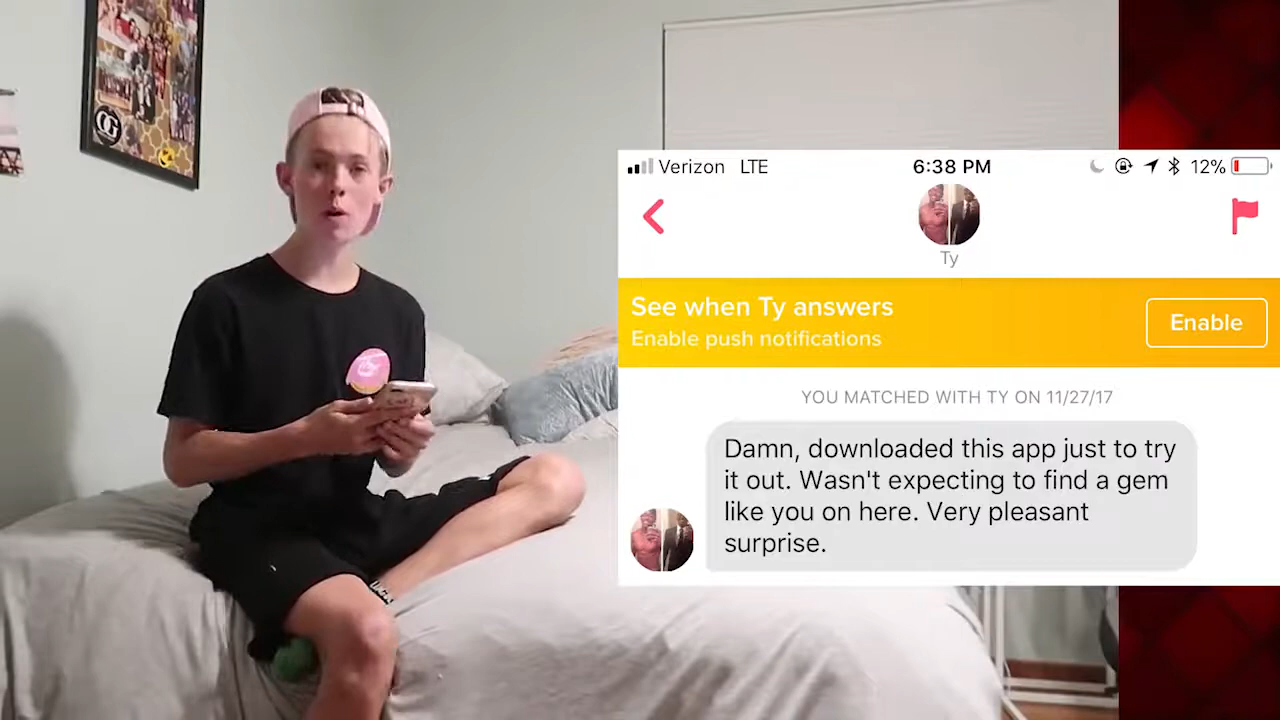 OG
Verizon LTE 6:38 PM 12%
Ty
See when Ty answers
Enable push notifications
Enable
YOU MATCHED WITH TY ON 11/27/17
Damn, downloaded this app just to try
it out. Wasn't expecting to find a gem
like you on here. Very pleasant
surprise.